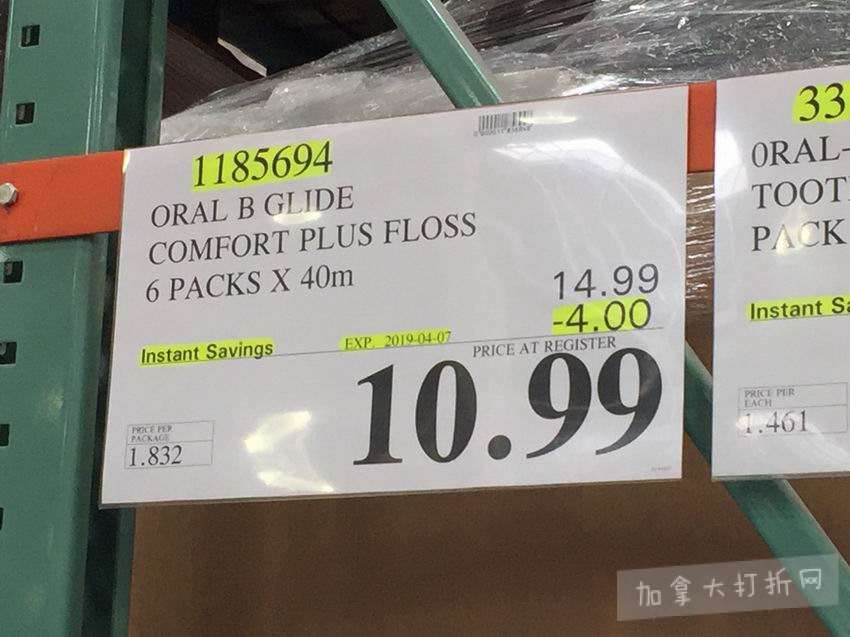 1185694
ORAL B GLIDE
COMFORT PLUS FLOSS
6 PACKS X 40m
14.99
-4.00
Instant Savings
EXP. 2019-04-07
PRICE AT REGISTER
10.99
PRICE PER
PACKAGE
1.832
33
0RAL-
TOOT
PACK
Instant Sa
PRICE PER
EACH
1.461
加拿大打折网